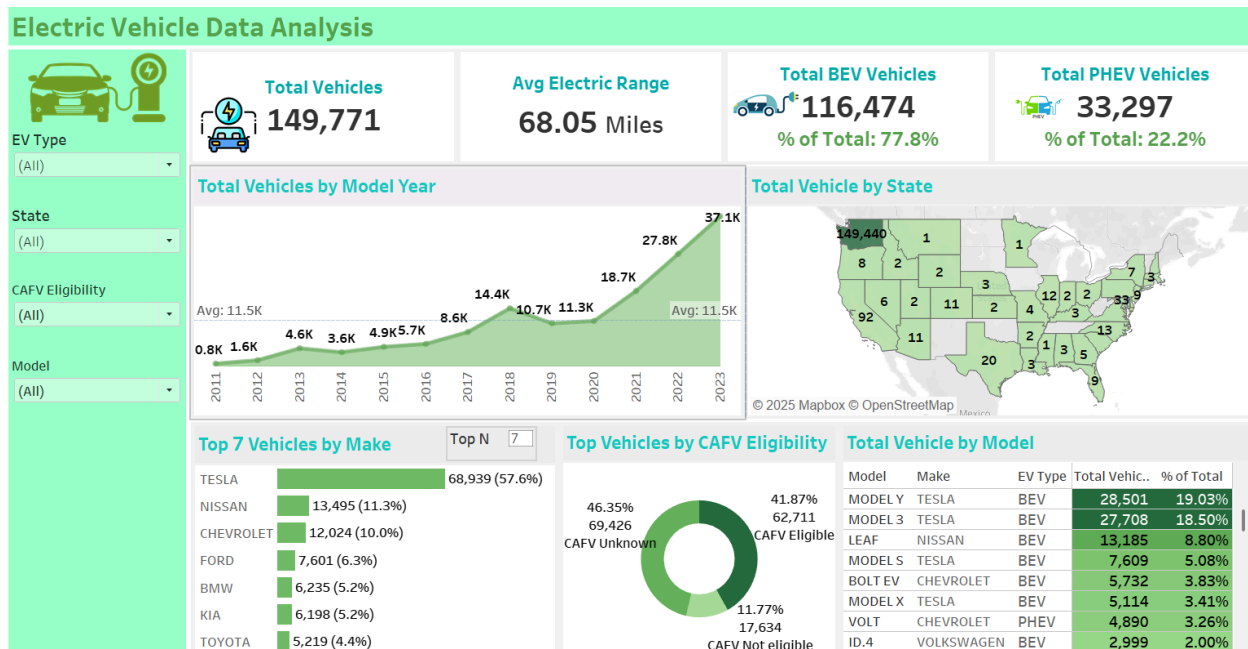 Electric Vehicle Data Analysis
EV Type
(All)
State
(All)
CAFV Eligibility
(All)
Model
(All)
Total Vehicles
149,771
Avg Electric Range
68.05 Miles
Total BEV Vehicles
116,474
% of Total: 77.8%
Total PHEV Vehicles
PHEV
33,297
% of Total: 22.2%
Total Vehicles by Model Year
37.1K
27.8K
18.7K
14.4K
10.7K
11.3K
8.6K
4.6K
3.6K
4.9K
5.7K
0.8K
1.6K
Avg: 11.5K
Avg: 11.5K
2011
2012
2013
2014
2015
2016
2017
2018
2019
2020
2021
2022
2023
Total Vehicle by State
149,440
1
1
8
2
2
3
7
3
6
2
11
2
12
2
2
33
9
92
4
3
11
2
13
20
1
3
5
3
9
© 2025 Mapbox © OpenStreetMap
Mexico
Top 7 Vehicles by Make
Top N
7
TESLA 68,939 (57.6%)
NISSAN 13,495 (11.3%)
CHEVROLET 12,024 (10.0%)
FORD 7,601 (6.3%)
BMW 6,235 (5.2%)
KIA 6,198 (5.2%)
TOYOTA 5,219 (4.4%)
Top Vehicles by CAFV Eligibility
46.35%
69,426
CAFV Unknown
41.87%
62,711
CAFV Eligible
11.77%
17,634
CAFV Not eligible
Total Vehicle by Model
Model Make EV Type Total Vehic.. % of Total
MODEL Y TESLA BEV 28,501 19.03%
MODEL 3 TESLA BEV 27,708 18.50%
LEAF NISSAN BEV 13,185 8.80%
MODEL S TESLA BEV 7,609 5.08%
BOLT EV CHEVROLET BEV 5,732 3.83%
MODEL X TESLA BEV 5,114 3.41%
VOLT CHEVROLET PHEV 4,890 3.26%
ID.4 VOLKSWAGEN BEV 2,999 2.00%